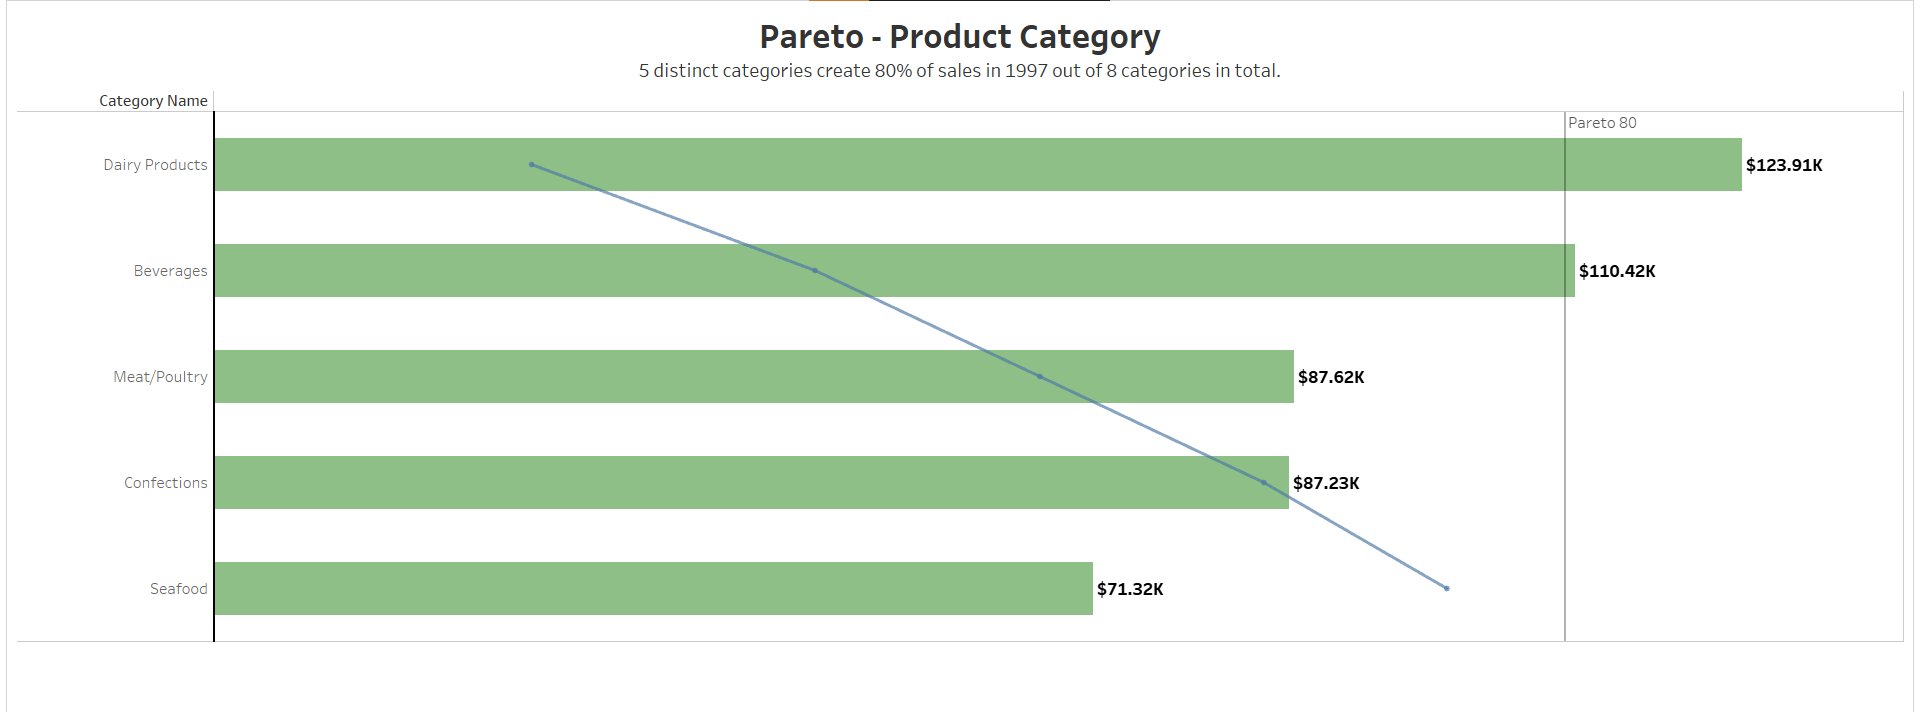 Pareto - Product Category
5 distinct categories create 80% of sales in 1997 out of 8 categories in total.
Category Name
Pareto 80
Dairy Products
$123.91K
Beverages
$110.42K
Meat/Poultry
$87.62K
Confections
$87.23K
Seafood
$71.32K